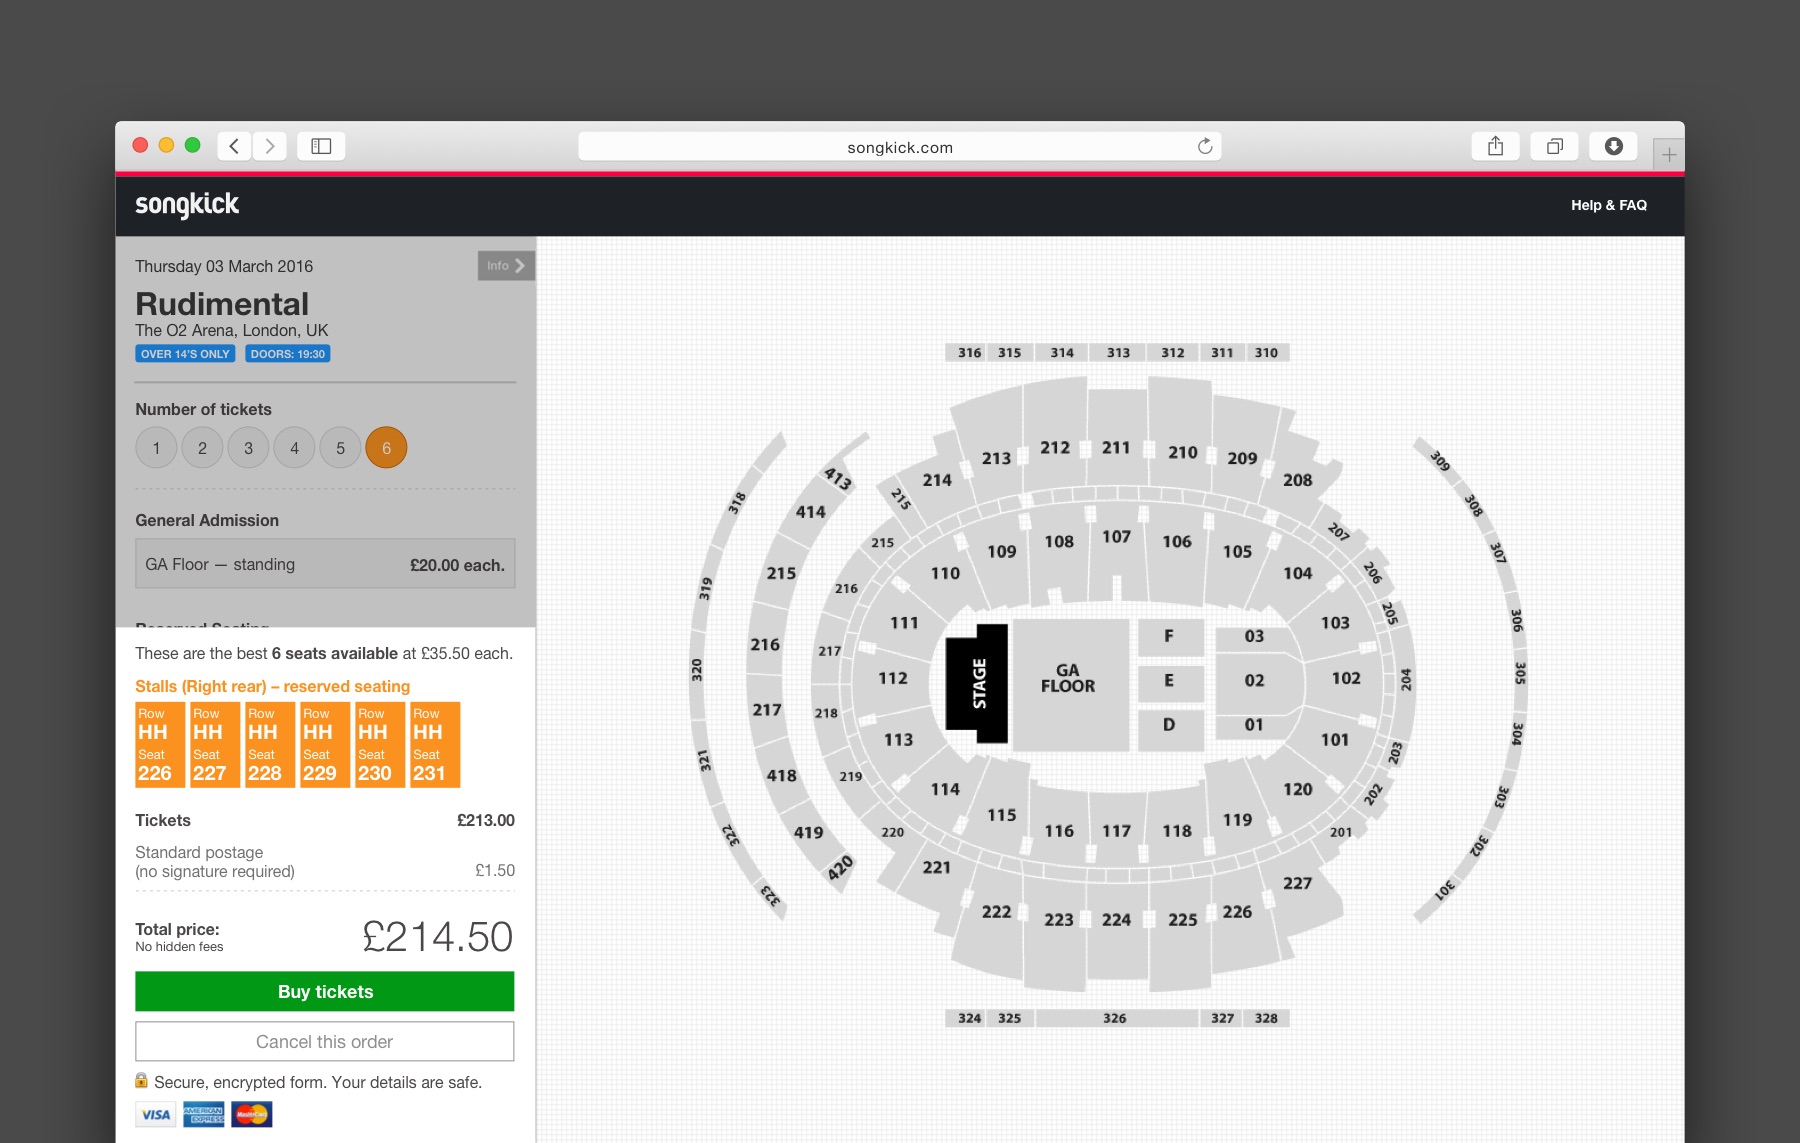 songkick.com
songkick
Help & FAQ
Thursday 03 March 2016
Info
Rudimental
The O2 Arena, London, UK
OVER 14'S ONLY DOORS: 19:30
Number of tickets
1 2 3 4 5 6
General Admission
GA Floor — standing £20.00 each.
Reserved Seating
These are the best 6 seats available at £35.50 each.
Stalls (Right rear) – reserved seating
Row Row Row Row Row Row
HH HH HH HH HH HH
Seat Seat Seat Seat Seat Seat
226 227 228 229 230 231
Tickets £213.00
Standard postage
(no signature required) £1.50
Total price: £214.50
No hidden fees
Buy tickets
Cancel this order
Secure, encrypted form. Your details are safe.
VISA AMERICAN EXPRESS MasterCard
316 315 314 313 312 311 310
213 212 211 210 209
214 208
413 215
414 207
318 309 308 307
215 109 108 107 106 105
215 110 104 206
216 319 205
111 103 306
216 217 320
112 102 204 305
STAGE
GA
FLOOR
F E D
03 02 01
217 218
113 101 203 304
321 418 219
114 120 202 303
115 116 117 118 119
322 419 220 201 302
420 221 227
323 301
222 223 224 225 226
324 325 326 327 328